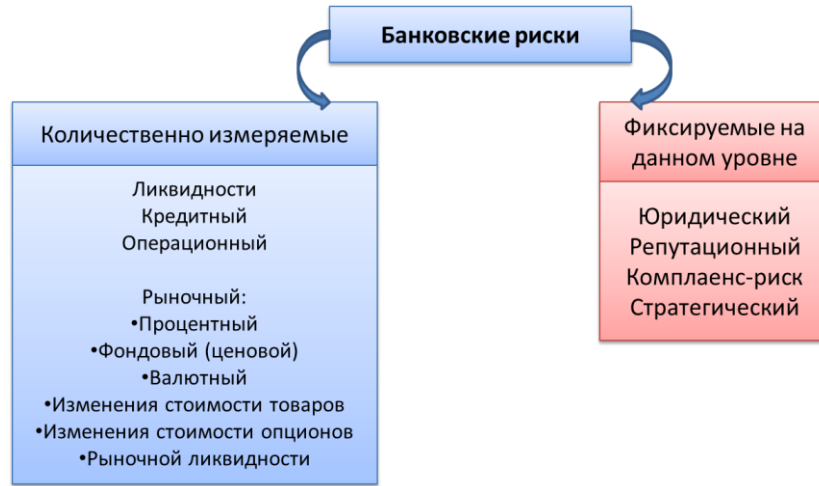 Банковские риски
Количественно измеряемые
Ликвидности
Кредитный
Операционный
Рыночный:
•Процентный
•Фондовый (ценовой)
•Валютный
•Изменения стоимости товаров
•Изменения стоимости опционов
•Рыночной ликвидности
Фиксируемые на
данном уровне
Юридический
Репутационный
Комплаенс-риск
Стратегический